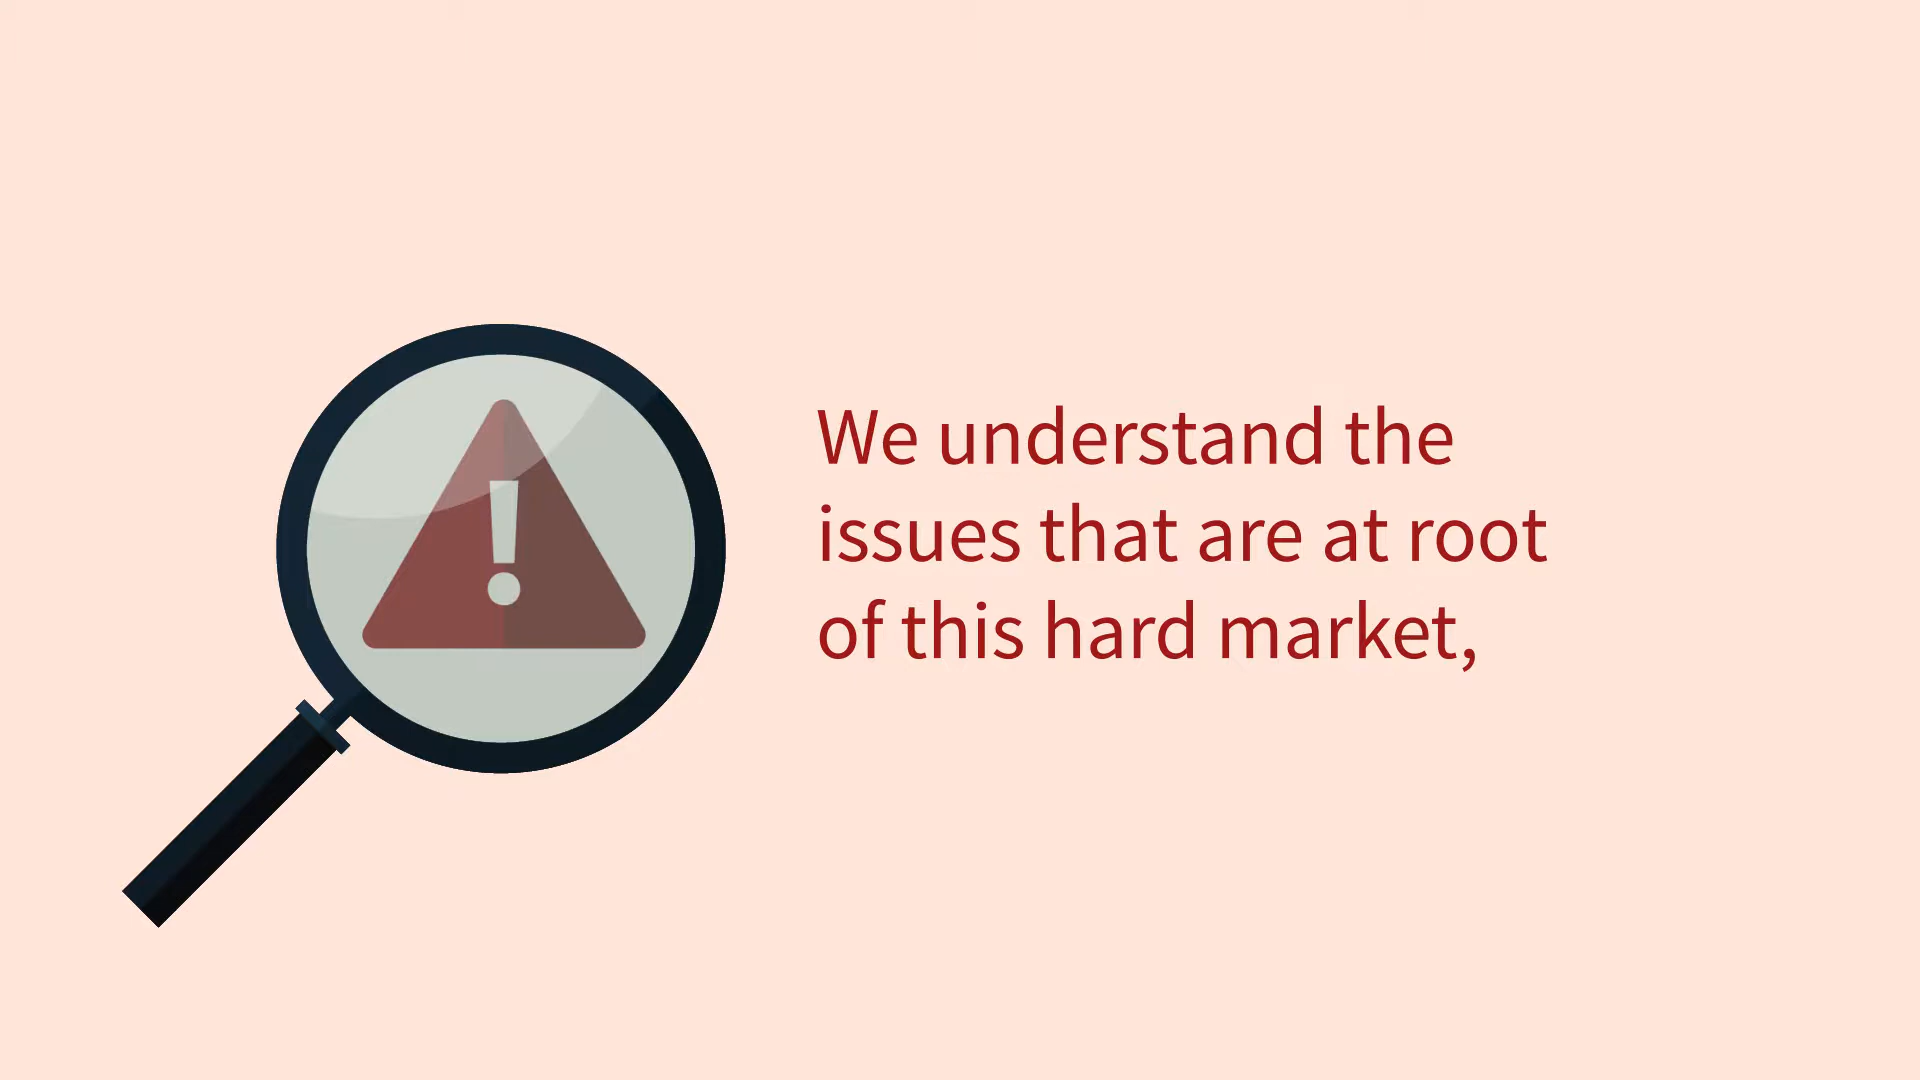 We understand the
issues that are at root
of this hard market,